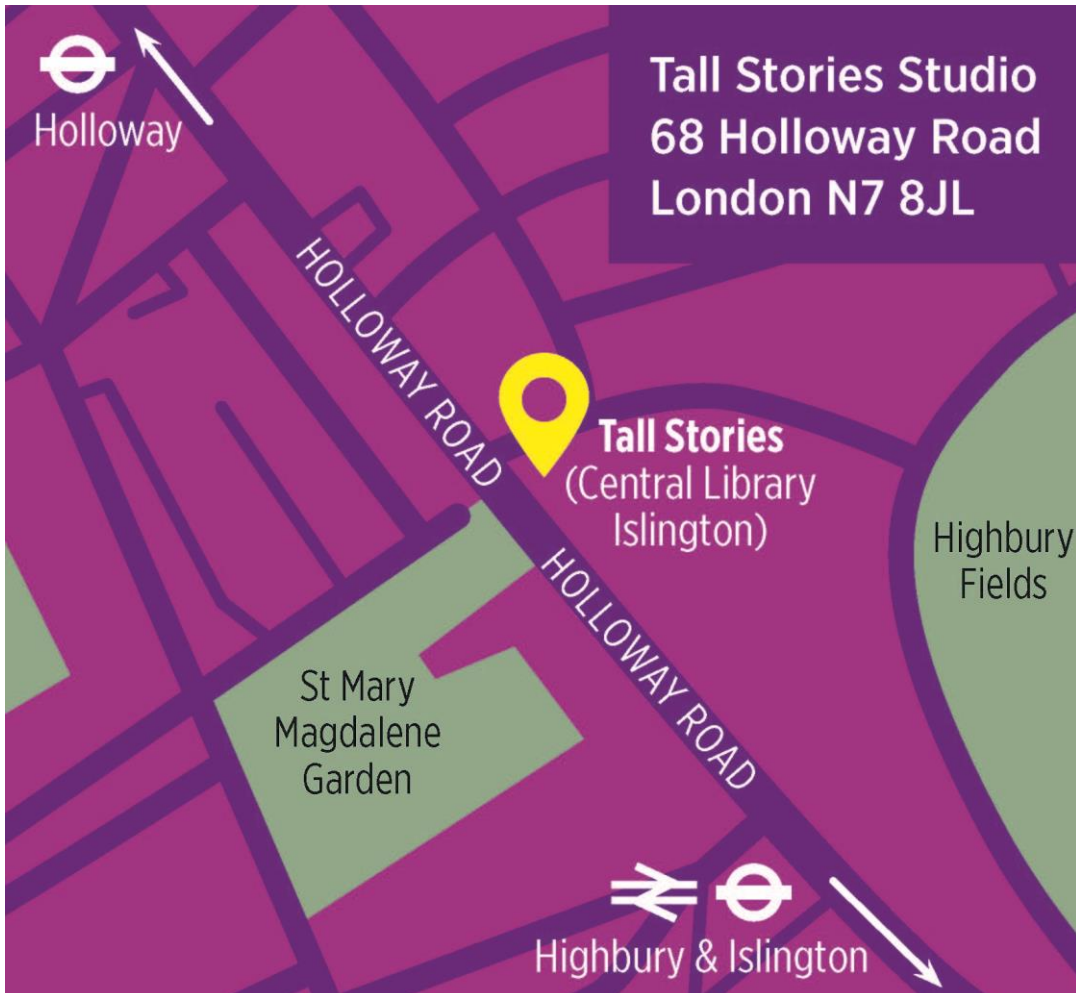 Tall Stories Studio
68 Holloway Road
London N7 8JL
Holloway
HOLLOWAY ROAD
Tall Stories
(Central Library
Islington)
Highbury
Fields
HOLLOWAY ROAD
St Mary
Magdalene
Garden
Highbury & Islington